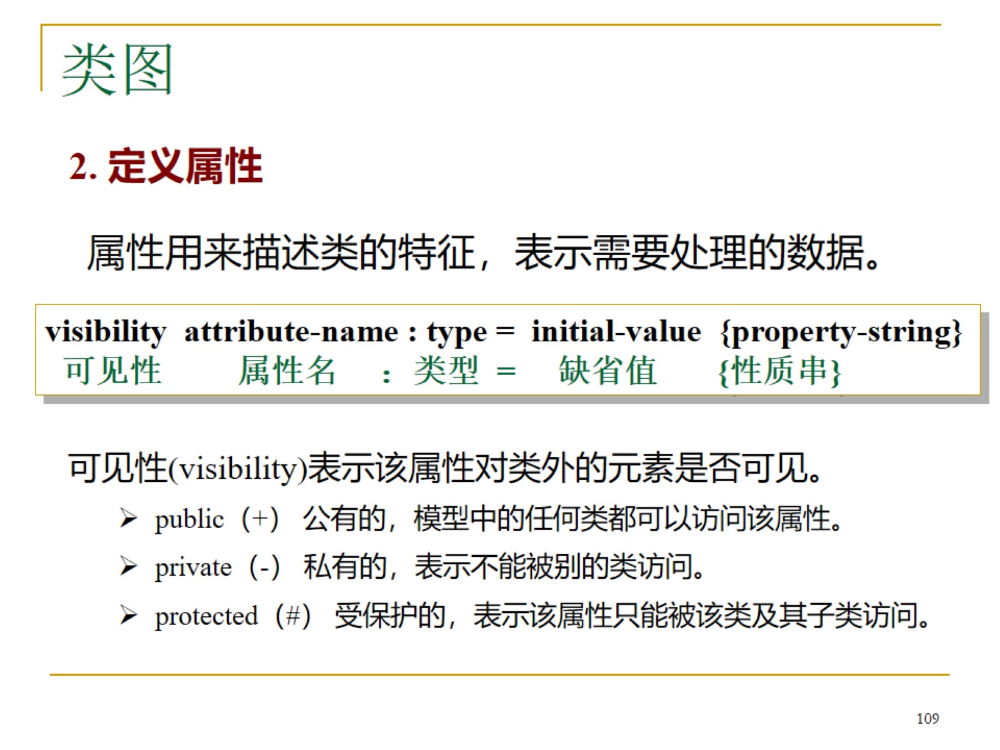 类图
2. 定义属性
属性用来描述类的特征，表示需要处理的数据。
visibility attribute-name : type = initial-value {property-string}
可见性 属性名 ：类型 = 缺省值 {性质串}
可见性(visibility)表示该属性对类外的元素是否可见。
➢ public（+） 公有的，模型中的任何类都可以访问该属性。
➢ private（-） 私有的，表示不能被别的类访问。
➢ protected（#） 受保护的，表示该属性只能被该类及其子类访问。
109